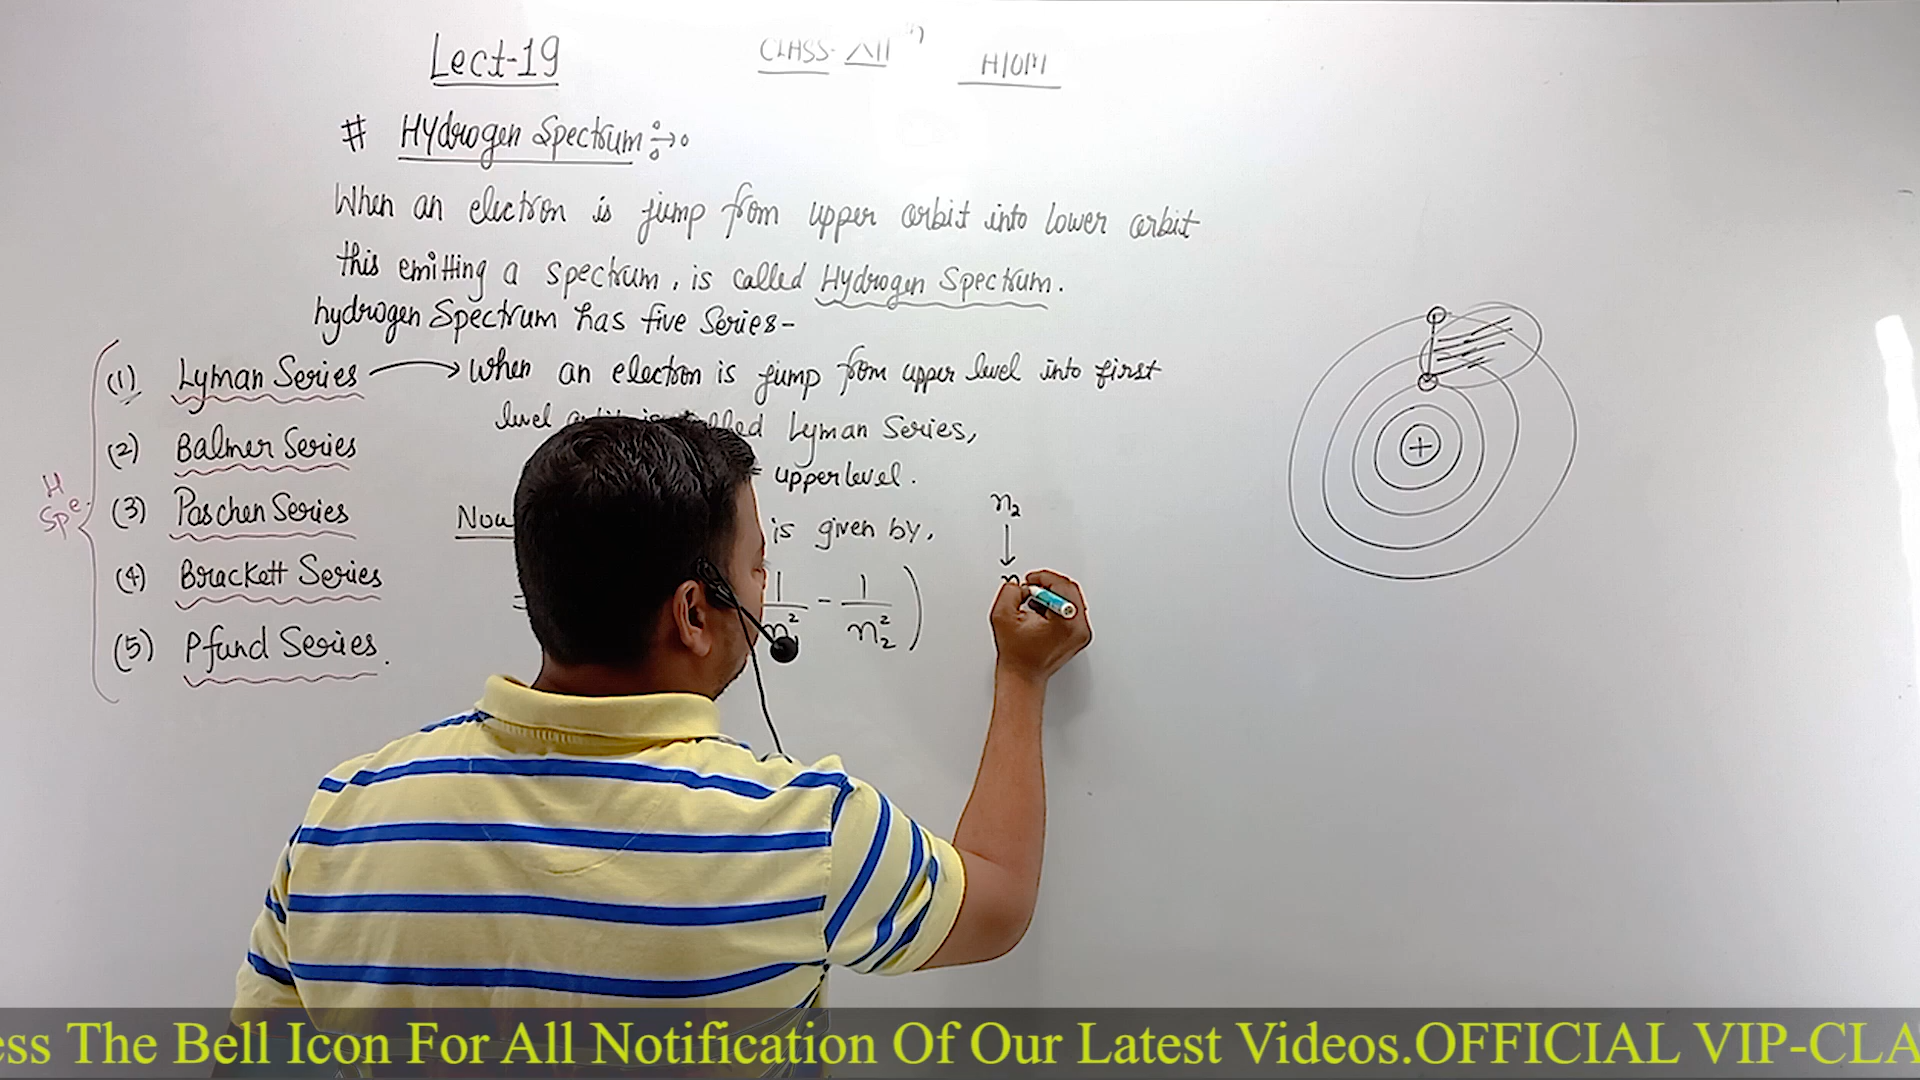 Lect-19
CLASS- XII
# Hydrogen Spectrum
When an electron is jump from upper orbit into lower orbit
this emitting a spectrum, is called Hydrogen Spectrum.
hydrogen Spectrum has five Series-
(1) Lyman Series → When an electron is jump from upper level into first
level Lyman Series,
upper level.
(2) Balmer Series
(3) Paschen Series
(4) Brackett Series
(5) Pfund Series.
H
Spe
Now is given by,
1/n₁² - 1/n₂² )
n₂
↓
n
+
ess The Bell Icon For All Notification Of Our Latest Videos.OFFICIAL VIP-CLA